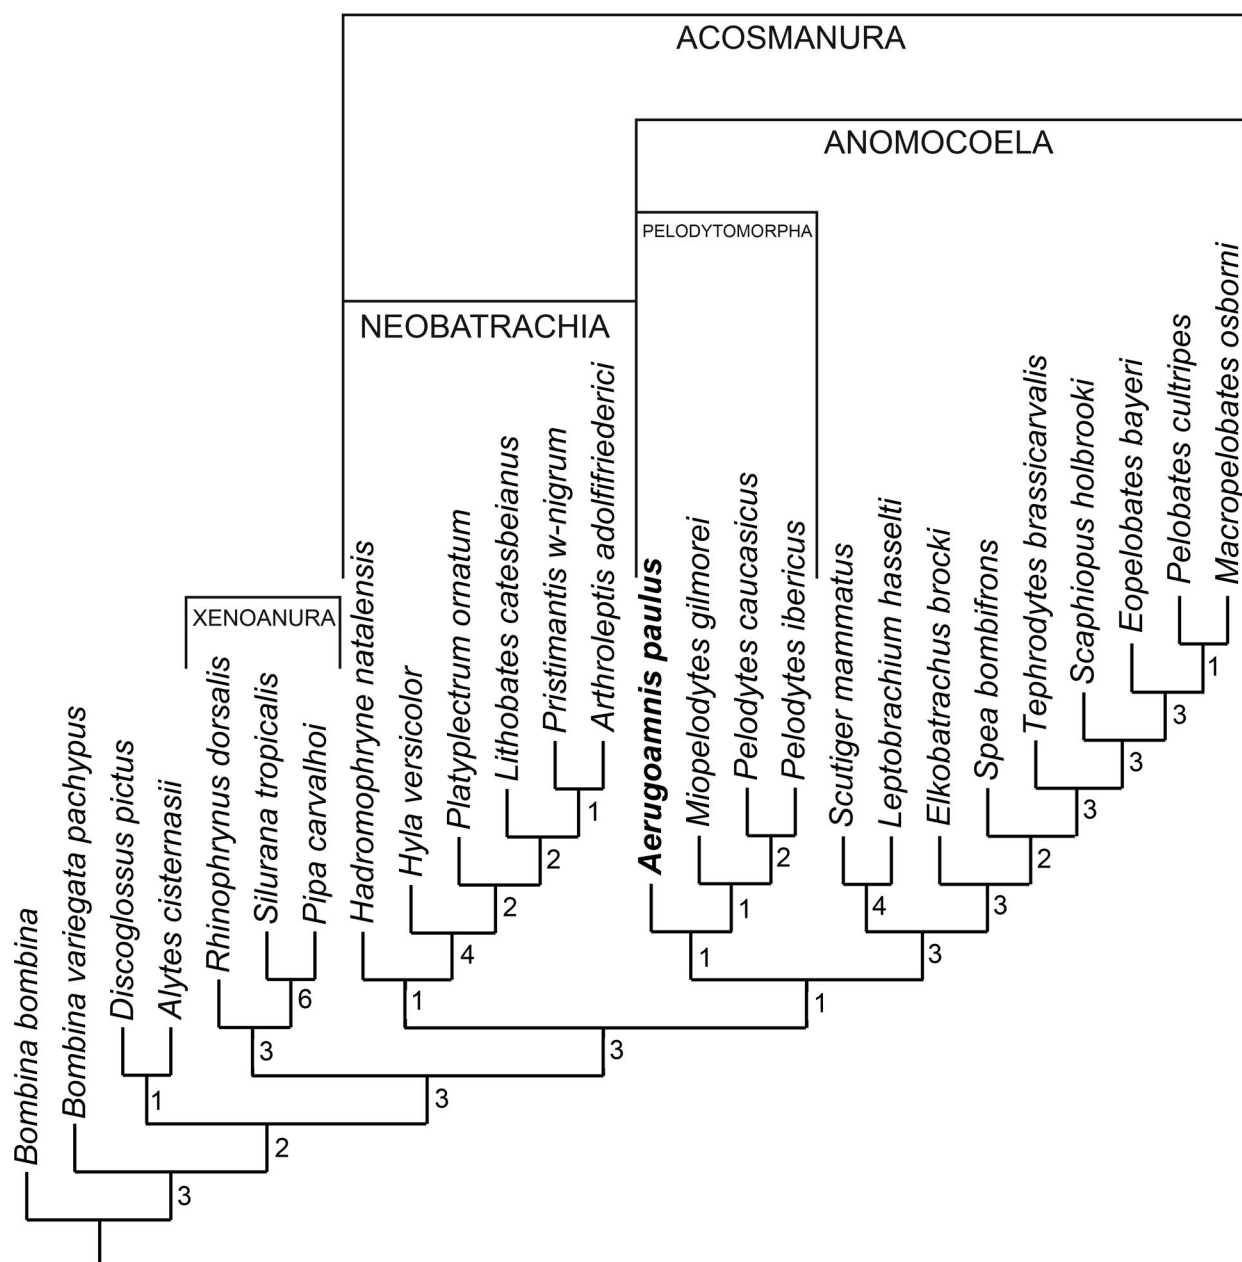 ACOSMANURA
ANOMOCOELA
PELODYTOMORPHA
NEOBATRACHIA
XENOANURA
Bombina bombina
Bombina variegata pachypus
Discoglossus pictus
Alytes cisternasii
Rhinophrynus dorsalis
Silurana tropicalis
Pipa carvalhoi
Hadromophryne natalensis
Hyla versicolor
Platyplectrum ornatum
Lithobates catesbeianus
Pristimantis w-nigrum
Arthroleptis adolfifriederici
Aerugoamnis paulus
Miopelodytes gilmorei
Pelodytes caucasicus
Pelodytes ibericus
Scutiger mammatus
Leptobrachium hasselti
Elkobatrachus brocki
Spea bombifrons
Tephrodytes brassicarvalis
Scaphiopus holbrooki
Eopelobates bayeri
Pelobates cultripes
Macropelobates osborni
1
3
3
3
1
2
2
2
1
2
1
4
3
4
1
3
6
1
1
3
3
3
1
2
3